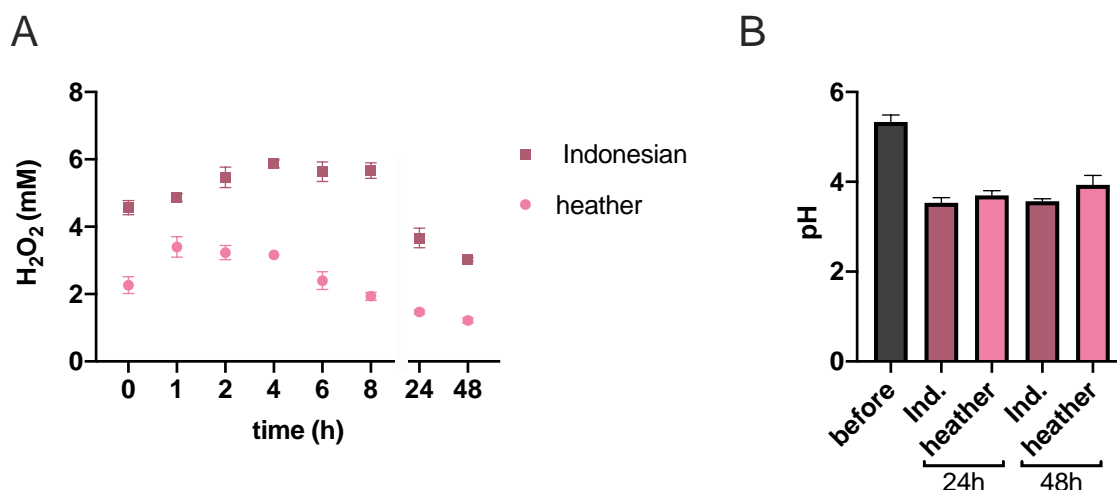 A
H₂O₂ (mM)
8
6
4
2
0
0 1 2 4 6 8 24 48
time (h)
Indonesian
heather
B
pH
6
4
2
0
before Ind. heather Ind. heather
24h 48h